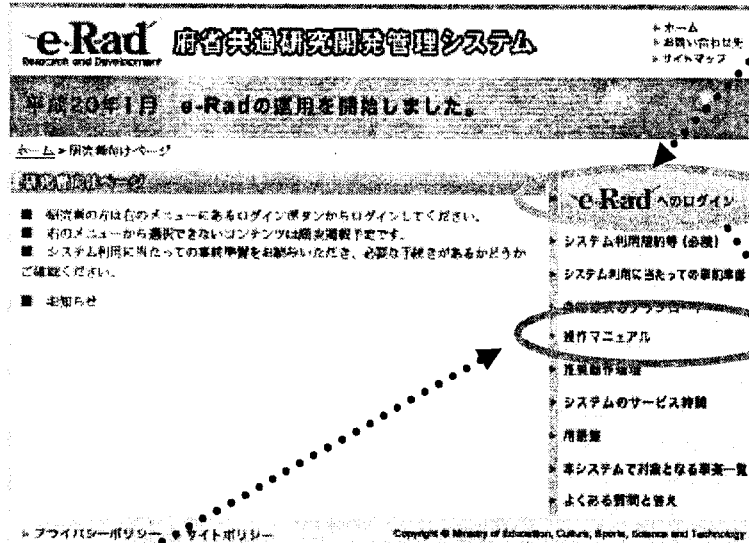 e-Rad 府省共通研究開発管理システム
Research and Development
ホーム
お問い合わせ先
サイトマップ
平成20年1月 e-Radの運用を開始しました。
ホーム > 研究者向けページ
研究者向けページ
■ 研究者の方は右のメニューにあるログインボタンからログインしてください。
■ 右のメニューから選択できないコンテンツは順次掲載予定です。
■ システム利用に当たっての事前準備をお読みいただき、必要な手続きがあるかどうか
ご確認ください。
■ お知らせ
e-Rad へのログイン
システム利用規約等（必読）
システム利用に当たっての事前準備
操作マニュアル
推奨動作環境
システムのサービス時間
用語集
本システムで対象となる事業一覧
よくある質問と答え
プライバシーポリシー
サイトポリシー
Copyright © Ministry of Education, Culture, Sports, Science and Technology